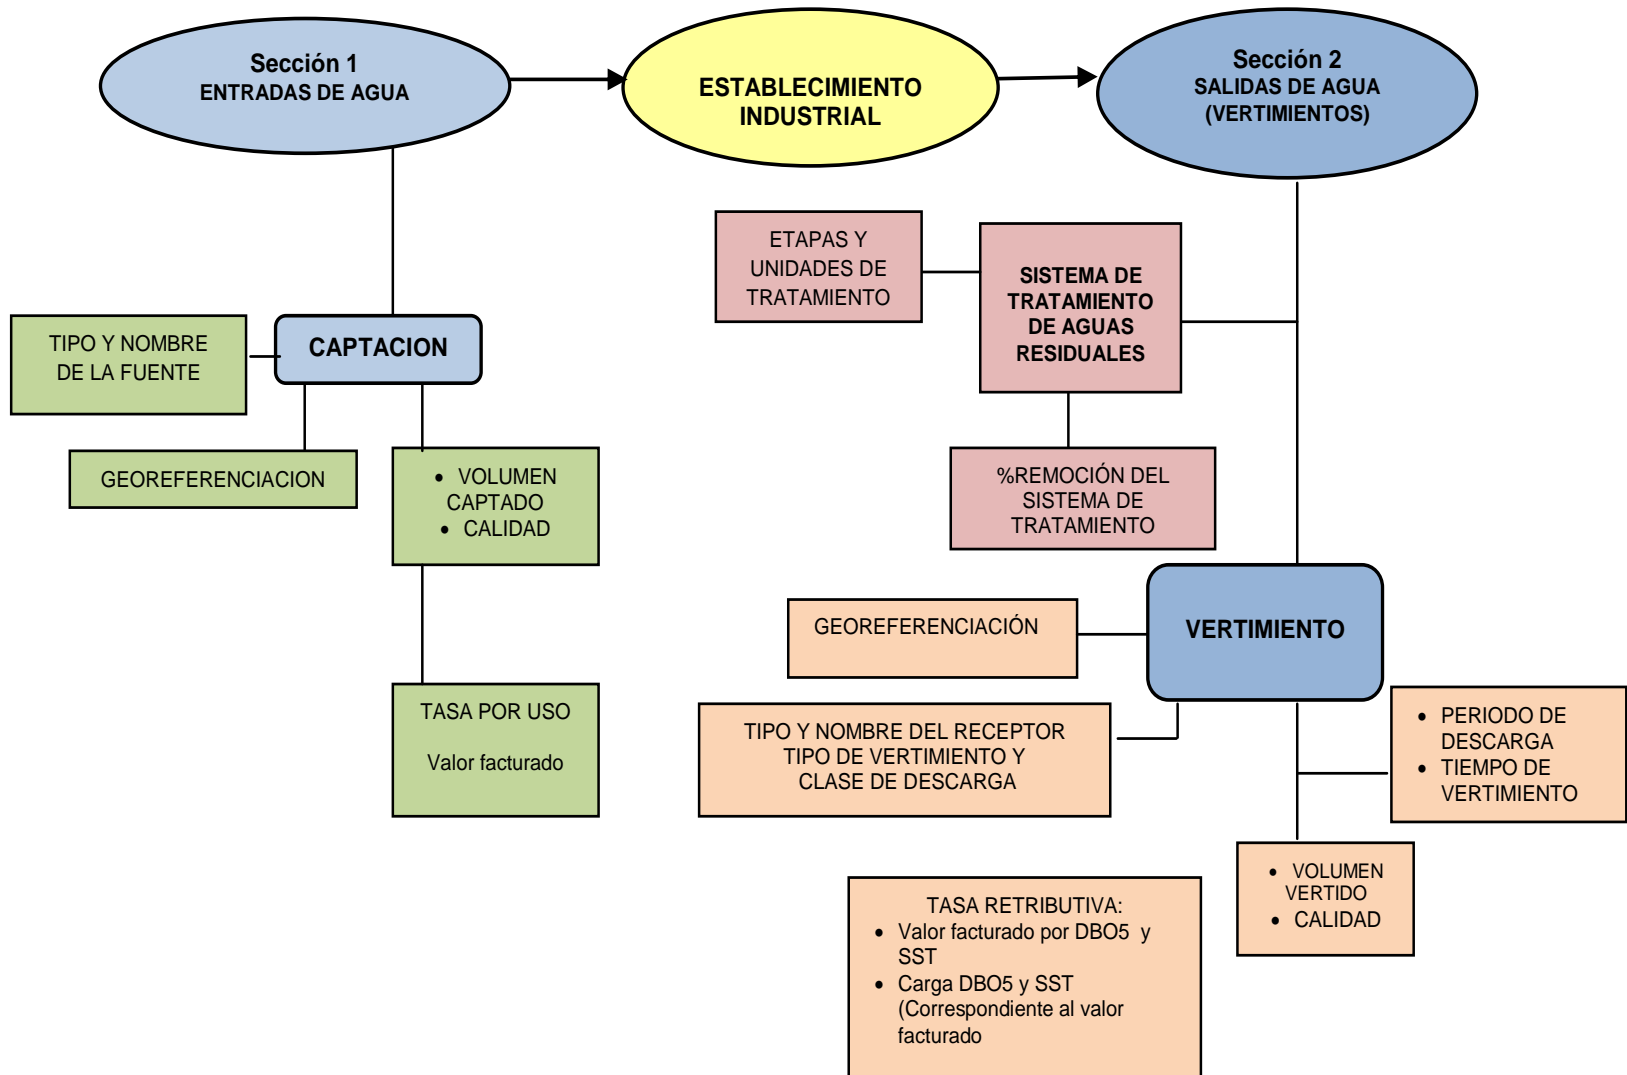 Sección 1
ENTRADAS DE AGUA
ESTABLECIMIENTO
INDUSTRIAL
Sección 2
SALIDAS DE AGUA
(VERTIMIENTOS)
ETAPAS Y
UNIDADES DE
TRATAMIENTO
SISTEMA DE
TRATAMIENTO
DE AGUAS
RESIDUALES
TIPO Y NOMBRE
DE LA FUENTE
CAPTACION
GEOREFERENCIACION
• VOLUMEN
CAPTADO
• CALIDAD
%REMOCIÓN DEL
SISTEMA DE
TRATAMIENTO
GEOREFERENCIACIÓN
VERTIMIENTO
TASA POR USO
Valor facturado
TIPO Y NOMBRE DEL RECEPTOR
TIPO DE VERTIMIENTO Y
CLASE DE DESCARGA
• PERIODO DE
DESCARGA
• TIEMPO DE
VERTIMIENTO
• VOLUMEN
VERTIDO
• CALIDAD
TASA RETRIBUTIVA:
• Valor facturado por DBO5 y
SST
• Carga DBO5 y SST
(Correspondiente al valor
facturado